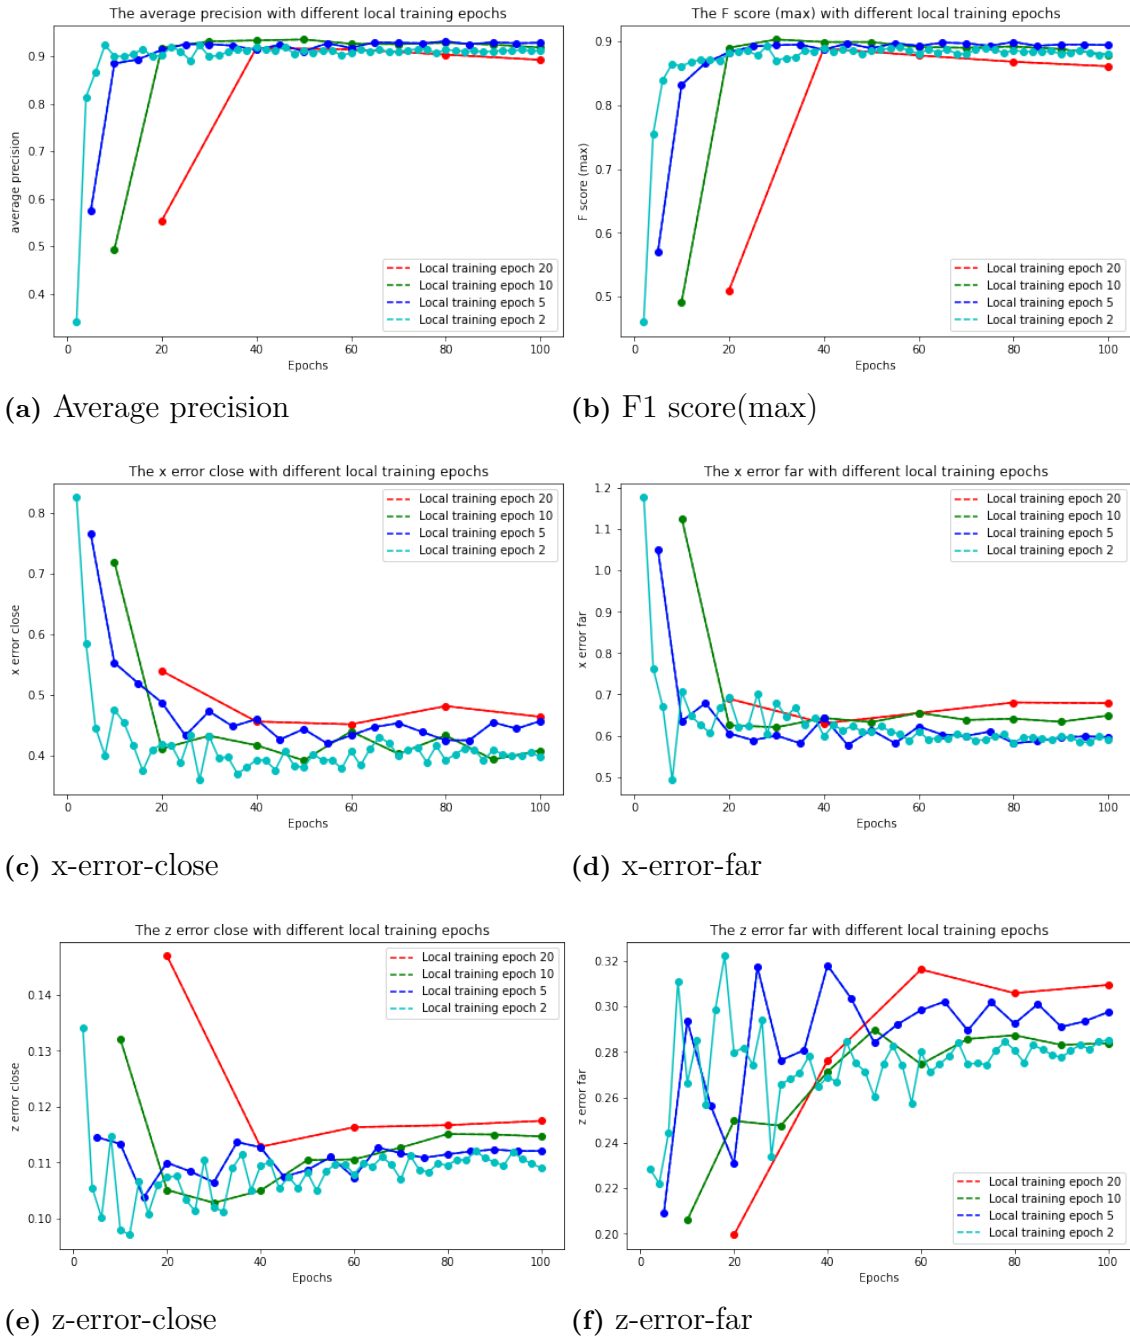 The average precision with different local training epochs
average precision
0.9
0.8
0.7
0.6
0.5
0.4
0 20 40 60 80 100
Epochs
Local training epoch 20
Local training epoch 10
Local training epoch 5
Local training epoch 2
(a) Average precision
The F score (max) with different local training epochs
F score (max)
0.9
0.8
0.7
0.6
0.5
0 20 40 60 80 100
Epochs
Local training epoch 20
Local training epoch 10
Local training epoch 5
Local training epoch 2
(b) F1 score(max)
The x error close with different local training epochs
x error close
0.8
0.7
0.6
0.5
0.4
0 20 40 60 80 100
Epochs
Local training epoch 20
Local training epoch 10
Local training epoch 5
Local training epoch 2
(c) x-error-close
The x error far with different local training epochs
x error far
1.2
1.1
1.0
0.9
0.8
0.7
0.6
0.5
0 20 40 60 80 100
Epochs
Local training epoch 20
Local training epoch 10
Local training epoch 5
Local training epoch 2
(d) x-error-far
The z error close with different local training epochs
z error close
0.14
0.13
0.12
0.11
0.10
0 20 40 60 80 100
Epochs
Local training epoch 20
Local training epoch 10
Local training epoch 5
Local training epoch 2
(e) z-error-close
The z error far with different local training epochs
z error far
0.32
0.30
0.28
0.26
0.24
0.22
0.20
0 20 40 60 80 100
Epochs
Local training epoch 20
Local training epoch 10
Local training epoch 5
Local training epoch 2
(f) z-error-far